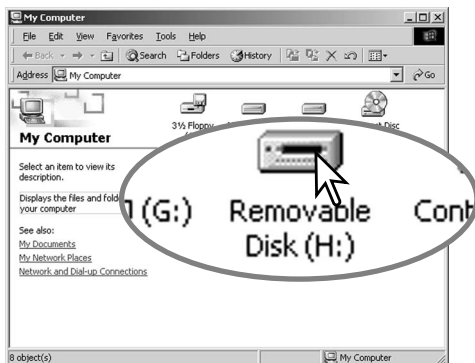 My Computer
File Edit View Favorites Tools Help
Back Search Folders History
Address My Computer Go
My Computer
3½ Floppy
Disc
Select an item to view its
description.
Displays the files and fold
your computer
See also:
My Documents
My Network Places
Network and Dial-up Connections
(G:) Removable Cont
Disk (H:)
8 object(s) My Computer